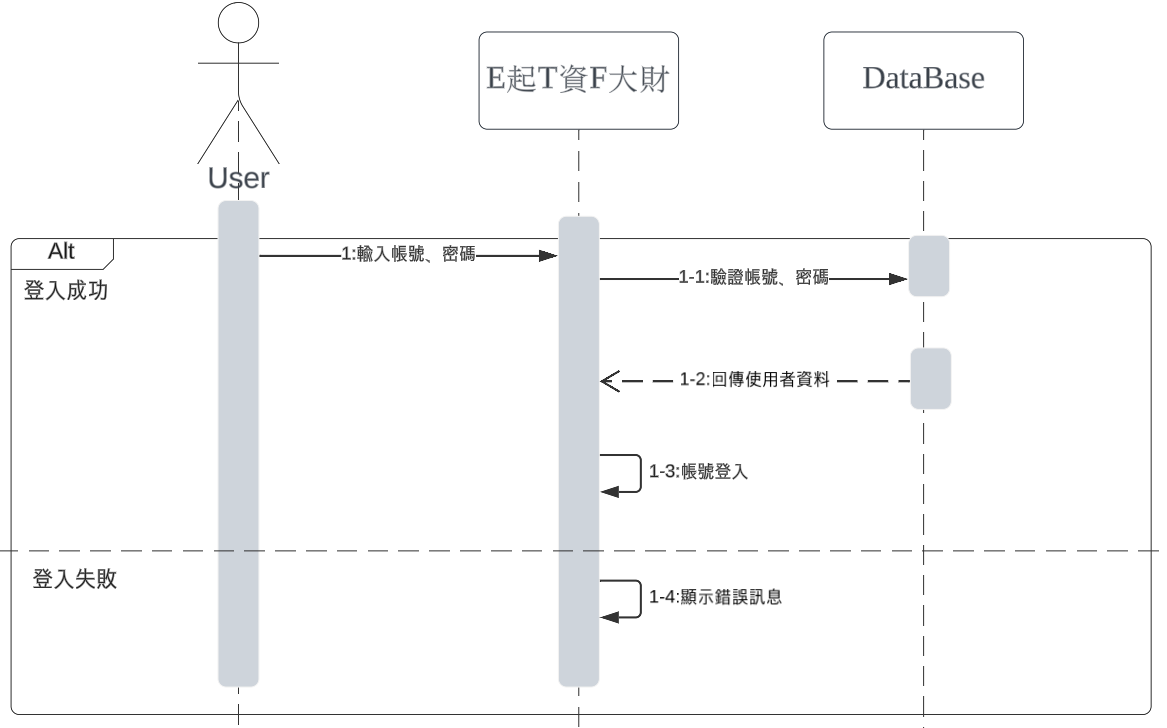 User
E起T資F大財
DataBase
Alt
登入成功
1:輸入帳號、密碼
1-1:驗證帳號、密碼
1-2:回傳使用者資料
1-3:帳號登入
登入失敗
1-4:顯示錯誤訊息